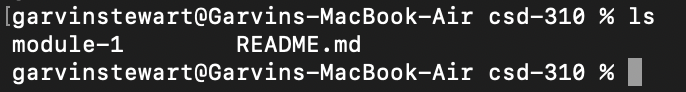 [garvinstewart@Garvins-MacBook-Air csd-310 % ls
module-1        README.md
garvinstewart@Garvins-MacBook-Air csd-310 %